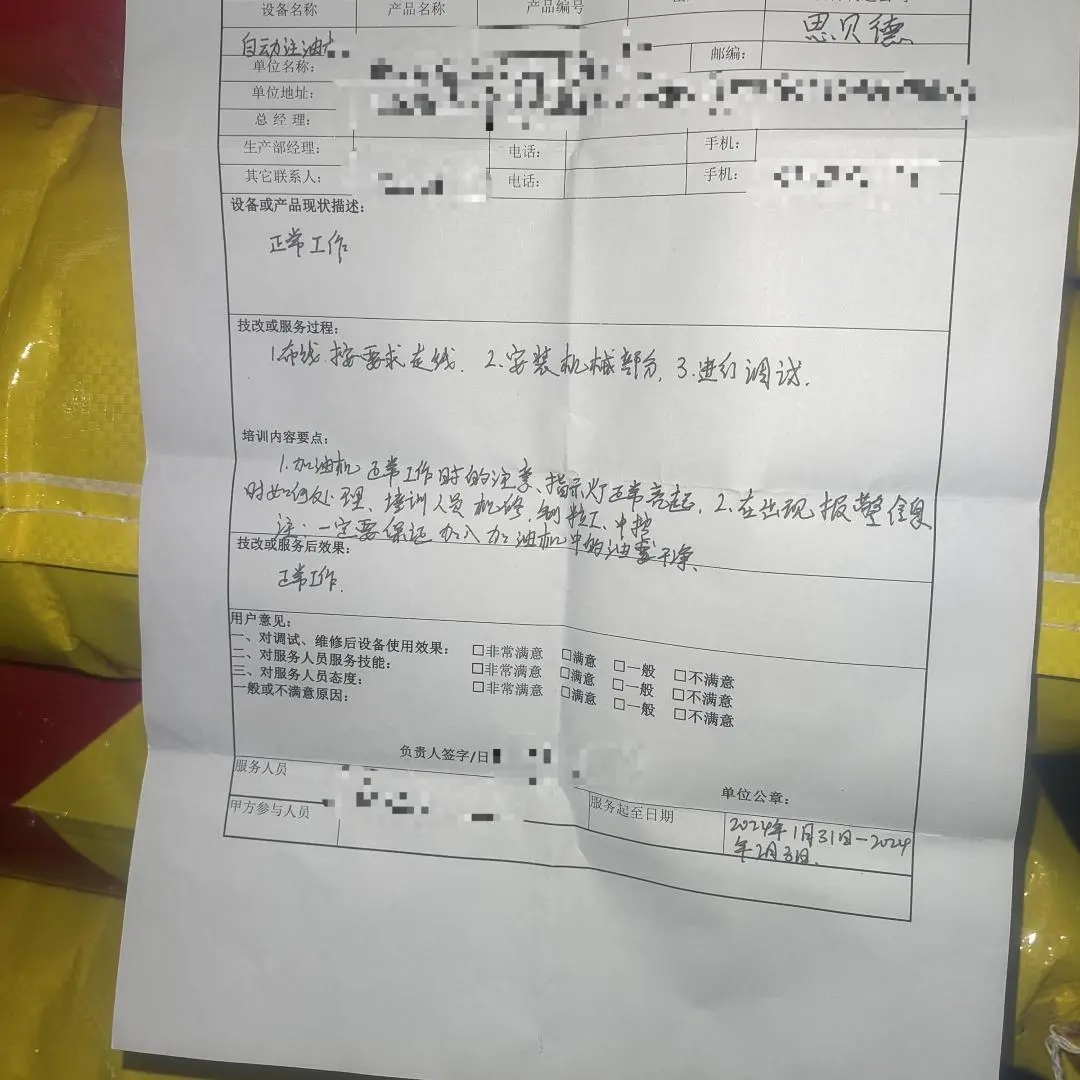 设备名称 产品名称 产品编号
思贝德
自动注油
单位名称： 邮编：
单位地址：
总 经 理：
生产部经理： 电话： 手机：
其它联系人： 电话： 手机：
设备或产品现状描述：
正常工作
技改或服务过程：
1.布线.按要求走线. 2.安装机械部分, 3.进行调试.
培训内容要点：
1.加油机正常工作时的注意、指示灯正常亮起, 2.在出现报警信息
时如何处理、培训人员机修,制粒工、中控
注：一定要保证加入加油机中的油要干净、
技改或服务后效果：
正常工作.
用户意见：
一、对调试、维修后设备使用效果： □非常满意 □满意 □一般 □不满意
二、对服务人员服务技能： □非常满意 □满意 □一般 □不满意
三、对服务人员态度： □非常满意 □满意 □一般 □不满意
一般或不满意原因：
负责人签字/日
单位公章：
服务人员
甲方参与人员 服务起至日期 2024年1月31日-2024
年2月3日.